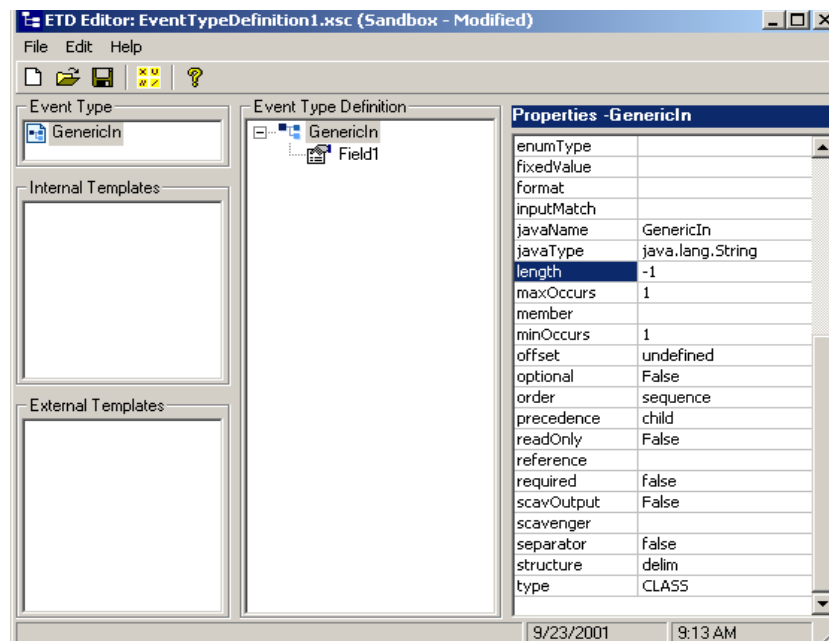 ETD Editor: EventTypeDefinition1.xsc (Sandbox - Modified)
File Edit Help
Event Type
GenericIn
Internal Templates
External Templates
Event Type Definition
GenericIn
Field1
Properties -GenericIn
enumType
fixedValue
format
inputMatch
javaName GenericIn
javaType java.lang.String
length -1
maxOccurs 1
member
minOccurs 1
offset undefined
optional False
order sequence
precedence child
readOnly False
reference
required false
scavOutput False
scavenger
separator false
structure delim
type CLASS
9/23/2001 9:13 AM